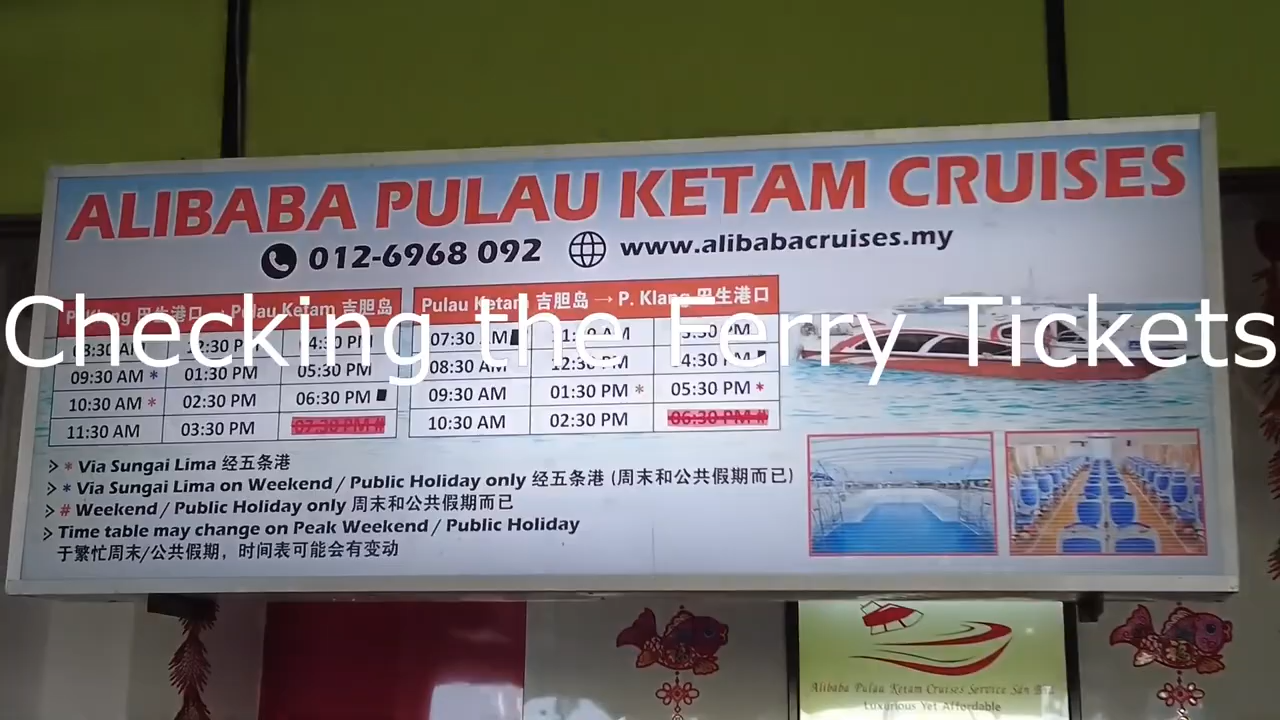 ALIBABA PULAU KETAM CRUISES
012-6968 092 www.alibabacruises.my
Checking the Ferry Tickets
Pulau Ketam 吉胆岛
Pulau Ketam 吉胆岛 → P. Klang 巴生港口
09:30 AM * 01:30 PM 05:30 PM
10:30 AM * 02:30 PM 06:30 PM ■
11:30 AM 03:30 PM 07:30 PM #
07:30 AM ■
08:30 AM 12:30 PM 04:30 PM ■
09:30 AM 01:30 PM * 05:30 PM *
10:30 AM 02:30 PM 06:30 PM #
* Via Sungai Lima 经五条港
* Via Sungai Lima on Weekend / Public Holiday only 经五条港 (周末和公共假期而已)
# Weekend / Public Holiday only 周末和公共假期而已
Time table may change on Peak Weekend / Public Holiday
于繁忙周末/公共假期，时间表可能会有变动
Alibaba Pulau Ketam Cruises Service Sdn
Luxurious Yet Affordable